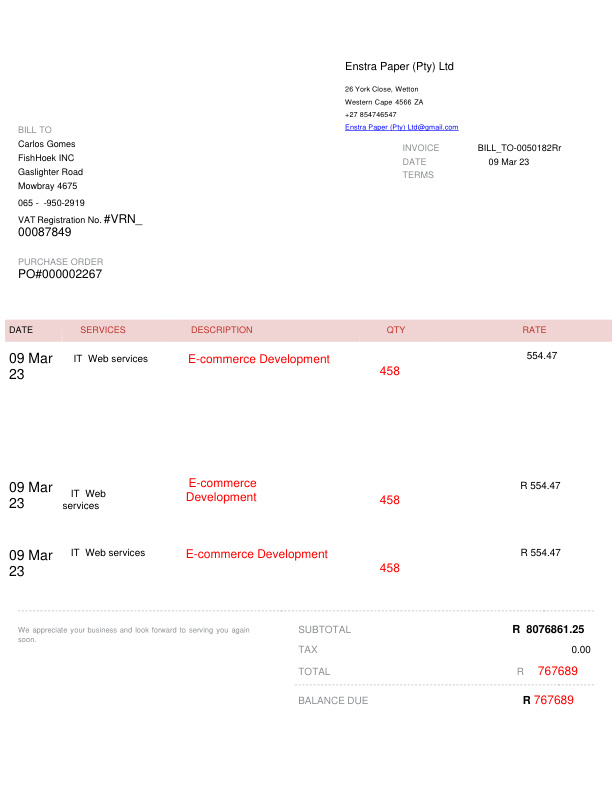 Enstra Paper (Pty) Ltd
26 York Close, Wetton
Western Cape 4566 ZA
+27 854746547
Enstra Paper (Pty) Ltd@gmail.com
BILL TO
Carlos Gomes
FishHoek INC
Gaslighter Road
Mowbray 4675
065 - -950-2919
VAT Registration No. #VRN_
00087849
INVOICE BILL_TO-0050182Rr
DATE 09 Mar 23
TERMS
PURCHASE ORDER
PO#000002267
DATE SERVICES DESCRIPTION QTY RATE
09 Mar
23
IT Web services
E-commerce Development
458
554.47
09 Mar
23
IT Web
services
E-commerce
Development
458
R 554.47
09 Mar
23
IT Web services
E-commerce Development
458
R 554.47
We appreciate your business and look forward to serving you again
soon.
SUBTOTAL R 8076861.25
TAX 0.00
TOTAL R 767689
BALANCE DUE R 767689